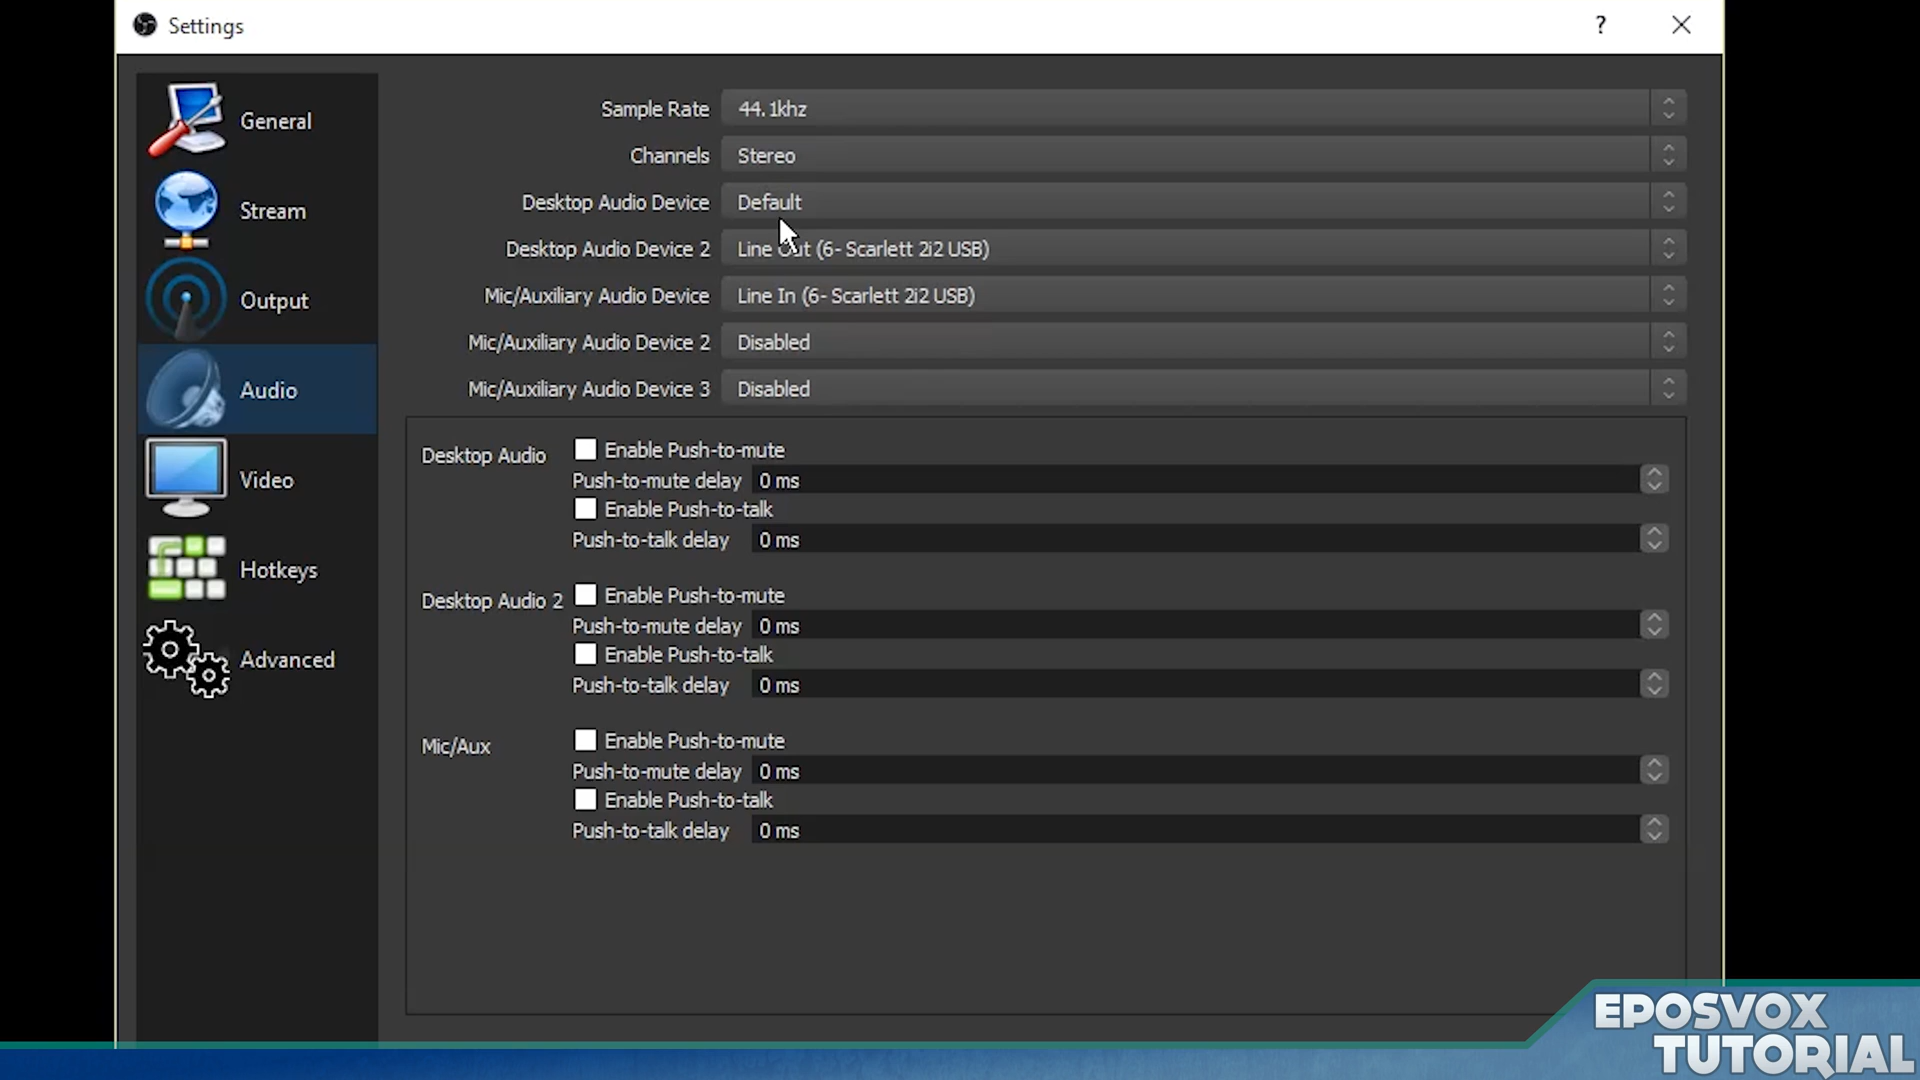 Settings
?
General
Stream
Output
Audio
Video
Hotkeys
Advanced
Sample Rate 44.1khz
Channels Stereo
Desktop Audio Device Default
Desktop Audio Device 2 Line Out (6- Scarlett 2i2 USB)
Mic/Auxiliary Audio Device Line In (6- Scarlett 2i2 USB)
Mic/Auxiliary Audio Device 2 Disabled
Mic/Auxiliary Audio Device 3 Disabled
Desktop Audio Enable Push-to-mute
Push-to-mute delay 0 ms
Enable Push-to-talk
Push-to-talk delay 0 ms
Desktop Audio 2 Enable Push-to-mute
Push-to-mute delay 0 ms
Enable Push-to-talk
Push-to-talk delay 0 ms
Mic/Aux Enable Push-to-mute
Push-to-mute delay 0 ms
Enable Push-to-talk
Push-to-talk delay 0 ms
EPOSVOX
TUTORIAL